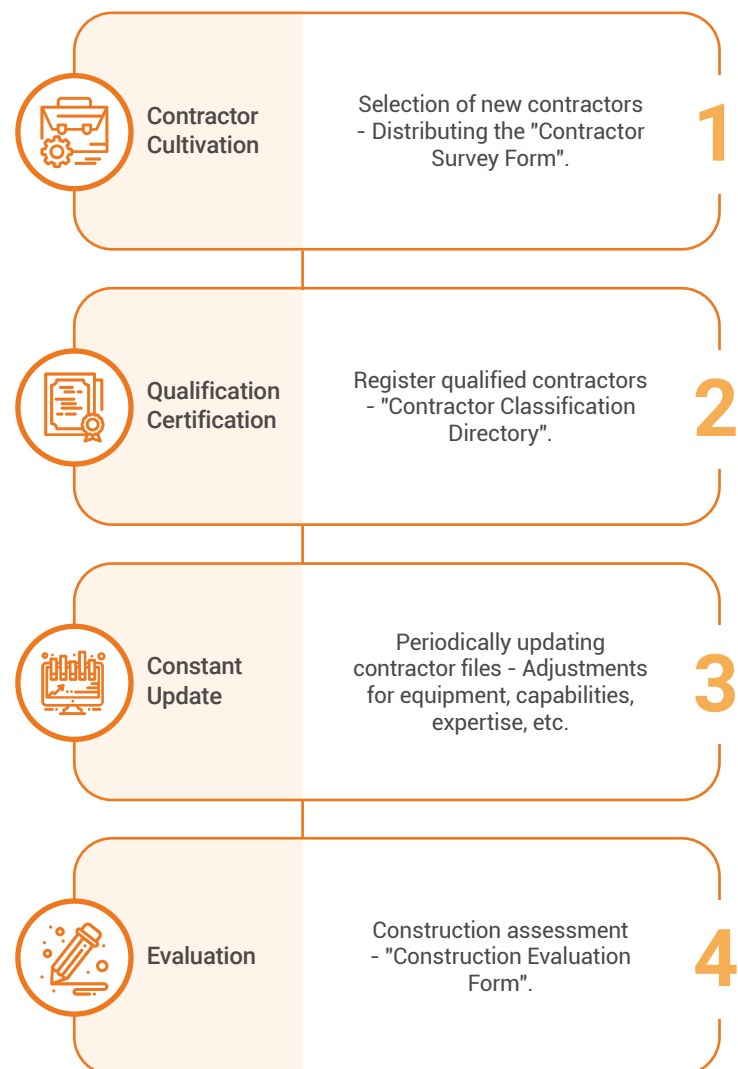 Contractor
Cultivation
Selection of new contractors
- Distributing the "Contractor
Survey Form".
1
Qualification
Certification
Register qualified contractors
- "Contractor Classification
Directory".
2
Constant
Update
Periodically updating
contractor files - Adjustments
for equipment, capabilities,
expertise, etc.
3
Evaluation
Construction assessment
- "Construction Evaluation
Form".
4